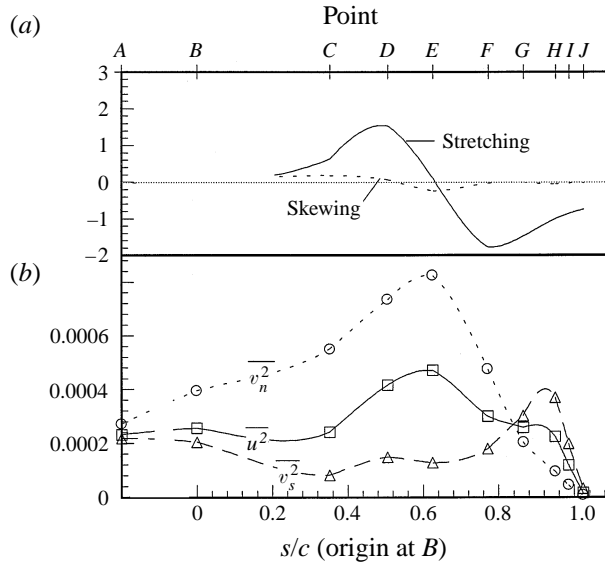 Point
(a)
A B C D E F G H I J
3
2
1
0
−1
−2
Stretching
Skewing
(b)
0.0006
0.0004
0.0002
0
v_n^2
u^2
v_s^2
0 0.2 0.4 0.6 0.8 1.0
s/c (origin at B)